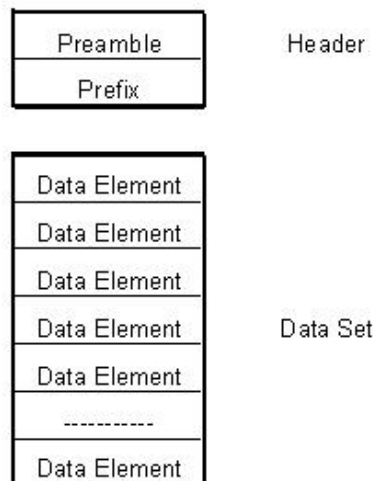 Preamble Header
Prefix
Data Element
Data Element
Data Element
Data Element Data Set
Data Element
-----------
Data Element